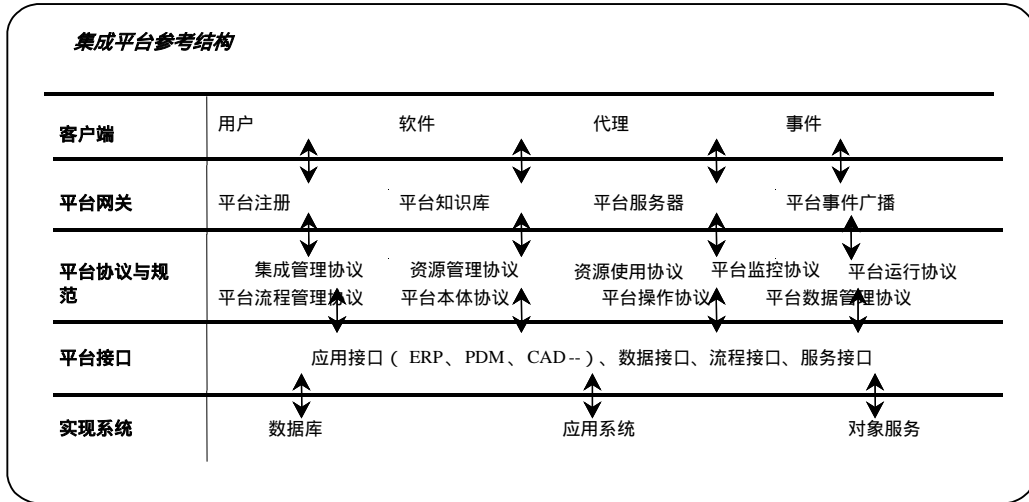 集成平台参考结构
客户端 用户 软件 代理 事件
平台网关 平台注册 平台知识库 平台服务器 平台事件广播
平台协议与规范 集成管理协议 资源管理协议 资源使用协议 平台监控协议 平台运行协议
平台流程管理协议 平台本体协议 平台操作协议 平台数据管理协议
平台接口 应用接口（ ERP、PDM、CAD--）、数据接口、流程接口、服务接口
实现系统 数据库 应用系统 对象服务